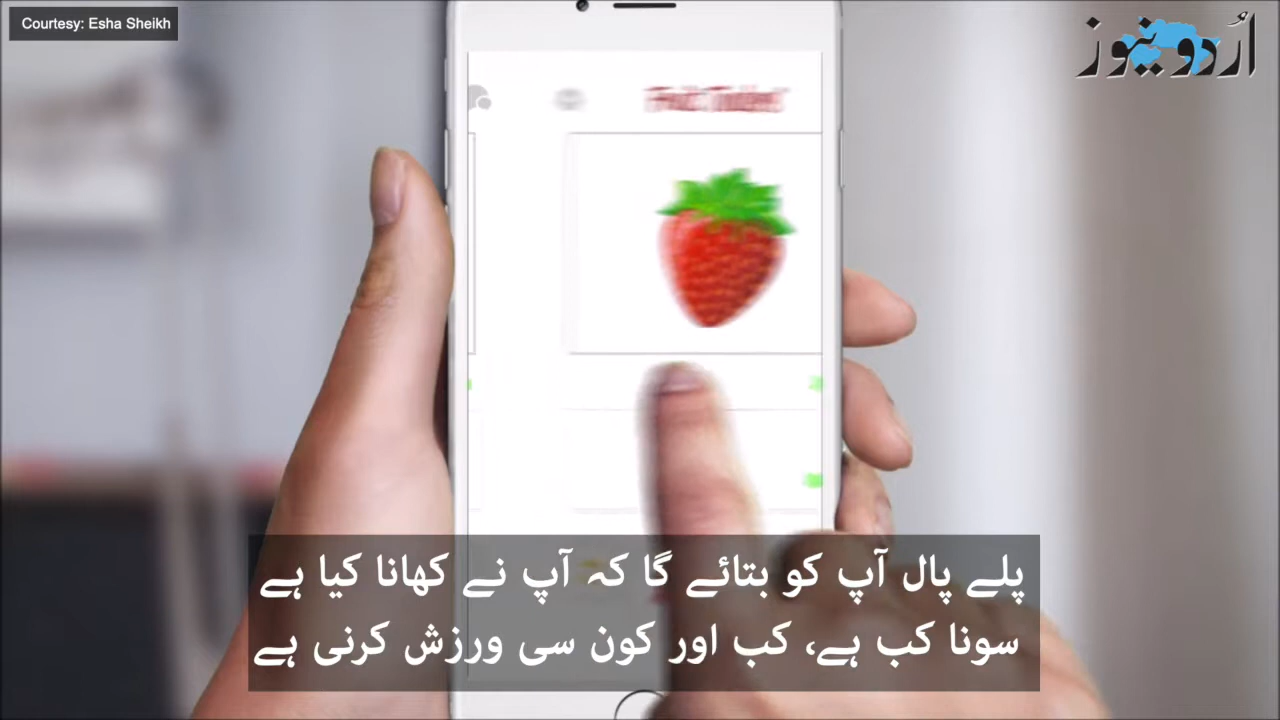 Courtesy: Esha Sheikh
اُردو نیوز
پلے پال آپ کو بتائے گا کہ آپ نے کھانا کیا ہے
سونا کب ہے، کب اور کون سی ورزش کرنی ہے